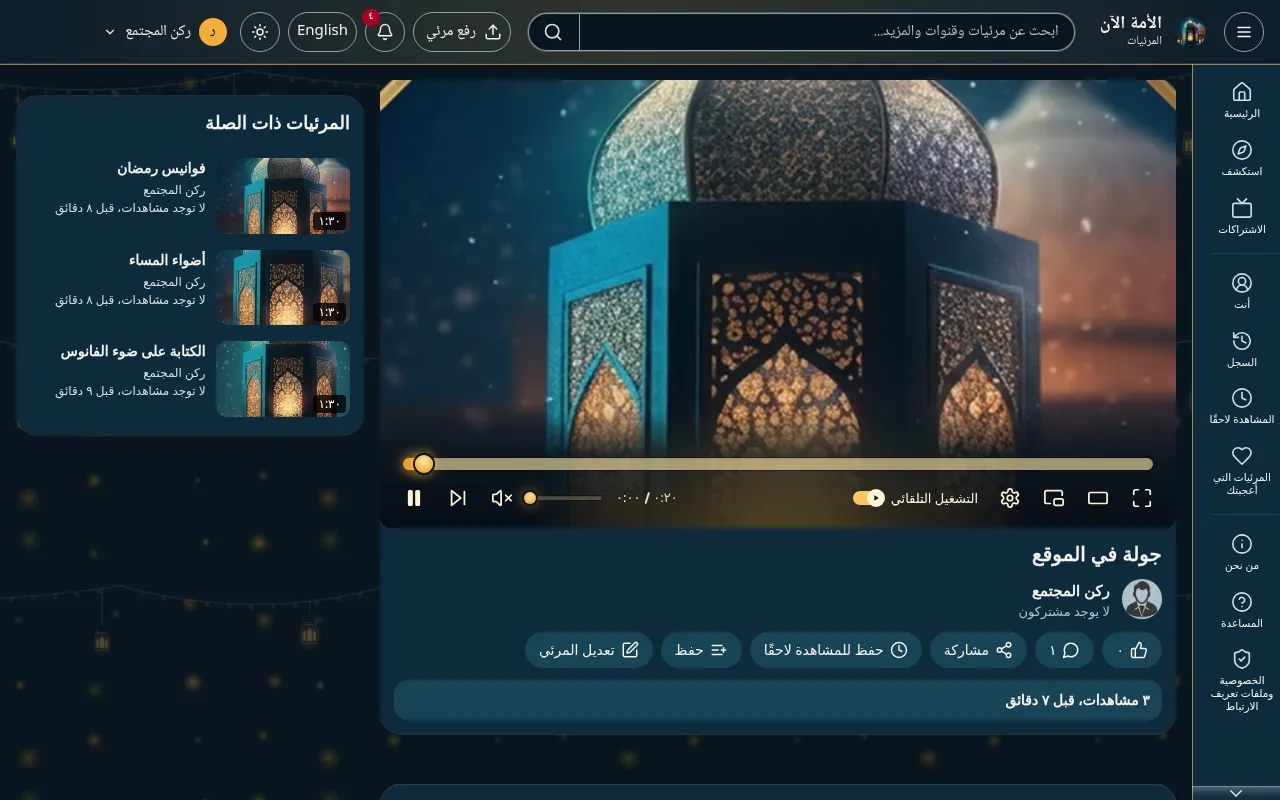 الأمة الآن
المرئيات
ابحث عن مرئيات وقنوات والمزيد...
رفع مرئي
٤
English
ر
ركن المجتمع
الرئيسية
استكشف
الاشتراكات
أنت
السجل
المشاهدة لاحقًا
المرئيات التي
أعجبتك
من نحن
المساعدة
الخصوصية
وملفات تعريف
الارتباط
التشغيل التلقائي
٠:٠٠ / ٠:٢٠
جولة في الموقع
ركن المجتمع
لا يوجد مشتركون
٠
١
مشاركة
حفظ للمشاهدة لاحقًا
حفظ
تعديل المرئي
٣ مشاهدات، قبل ٧ دقائق
المرئيات ذات الصلة
فوانيس رمضان
ركن المجتمع
لا توجد مشاهدات، قبل ٨ دقائق
١:٣٠
أضواء المساء
ركن المجتمع
لا توجد مشاهدات، قبل ٨ دقائق
١:٣٠
الكتابة على ضوء الفانوس
ركن المجتمع
لا توجد مشاهدات، قبل ٩ دقائق
١:٣٠